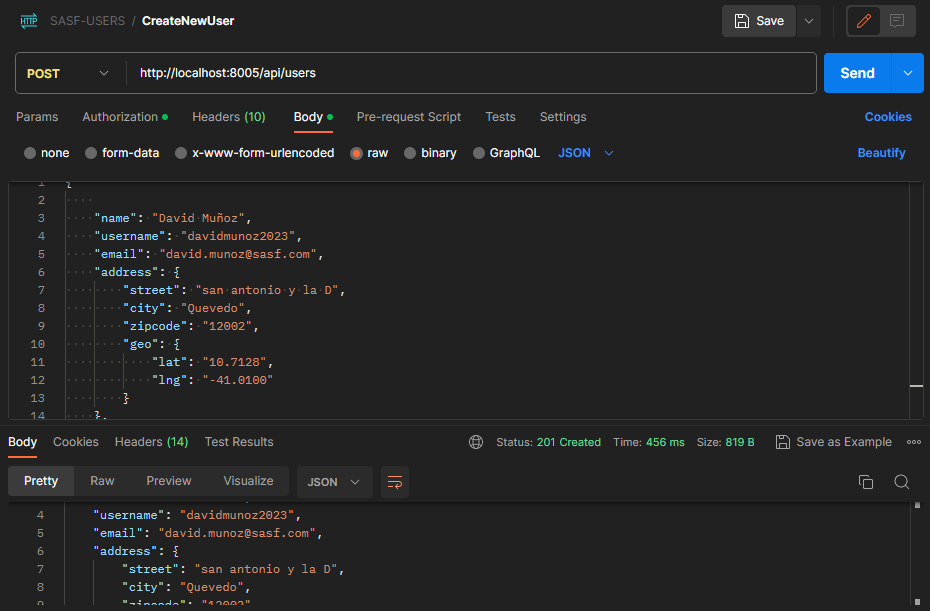 HTTP SASF-USERS / CreateNewUser Save
POST http://localhost:8005/api/users Send
Params Authorization Headers (10) Body Pre-request Script Tests Settings Cookies
none form-data x-www-form-urlencoded raw binary GraphQL JSON Beautify
1 {
2
3 "name": "David Muñoz",
4 "username": "davidmunoz2023",
5 "email": "david.munoz@sasf.com",
6 "address": {
7 "street": "san antonio y la D",
8 "city": "Quevedo",
9 "zipcode": "12002",
10 "geo": {
11 "lat": "10.7128",
12 "lng": "-41.0100"
13 }
14 },
Body Cookies Headers (14) Test Results Status: 201 Created Time: 456 ms Size: 819 B Save as Example
Pretty Raw Preview Visualize JSON
4 "username": "davidmunoz2023",
5 "email": "david.munoz@sasf.com",
6 "address": {
7 "street": "san antonio y la D",
8 "city": "Quevedo",
9 "zipcode": "12002",